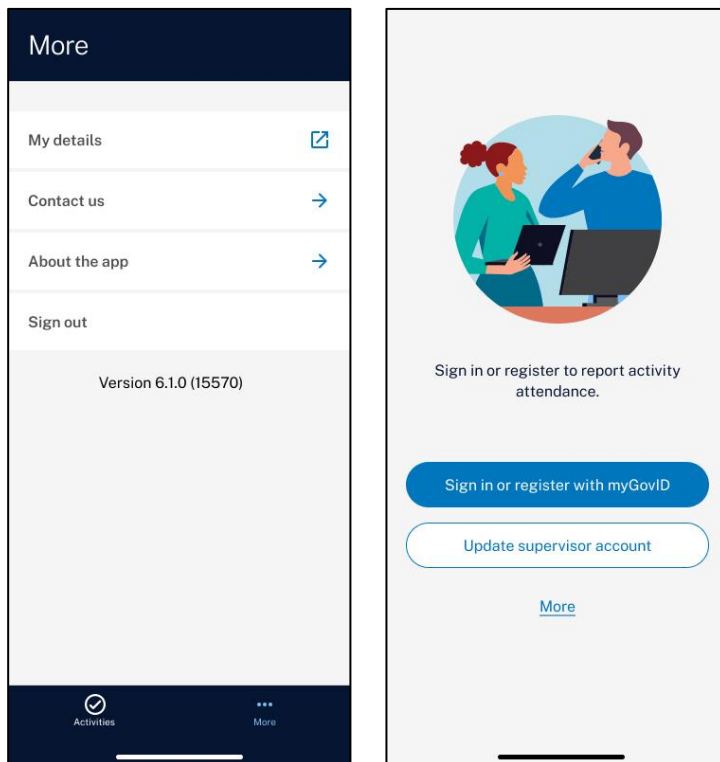 More
My details
Contact us
About the app
Sign out
Version 6.1.0 (15570)
Activities
More
Sign in or register to report activity
attendance.
Sign in or register with myGovID
Update supervisor account
More